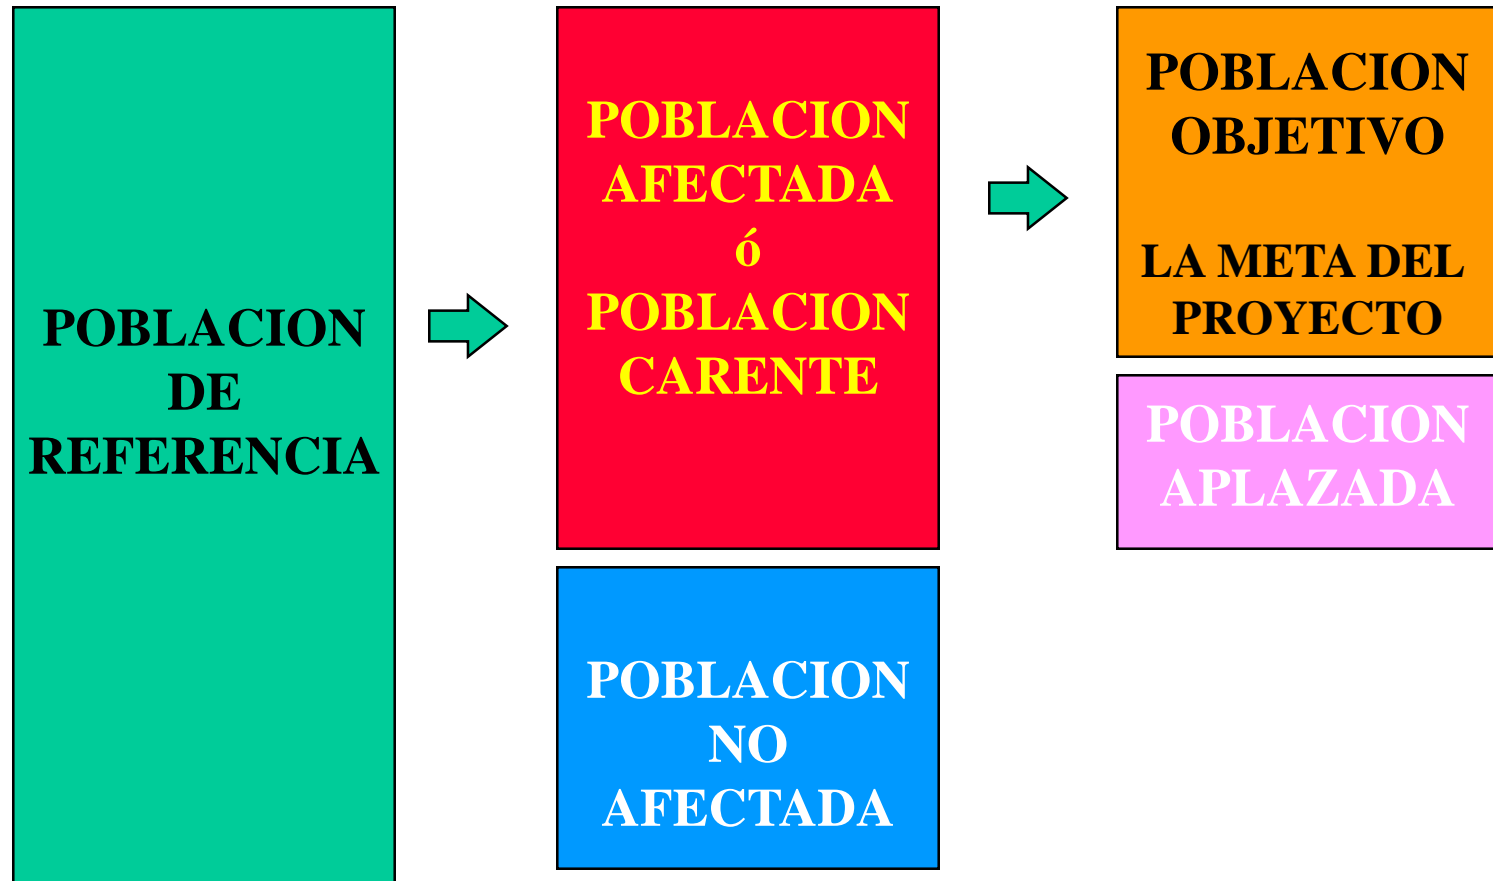 POBLACION
DE
REFERENCIA
POBLACION
AFECTADA
ó
POBLACION
CARENTE
POBLACION
NO
AFECTADA
POBLACION
OBJETIVO
LA META DEL
PROYECTO
POBLACION
APLAZADA